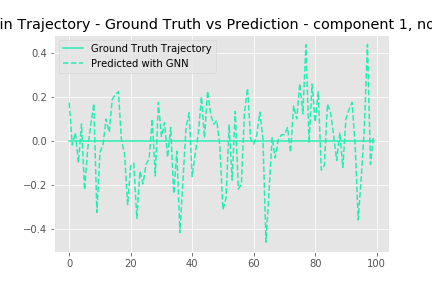 in Trajectory - Ground Truth vs Prediction - component 1, no
Ground Truth Trajectory
Predicted with GNN
0.4
0.2
0.0
−0.2
−0.4
0 20 40 60 80 100